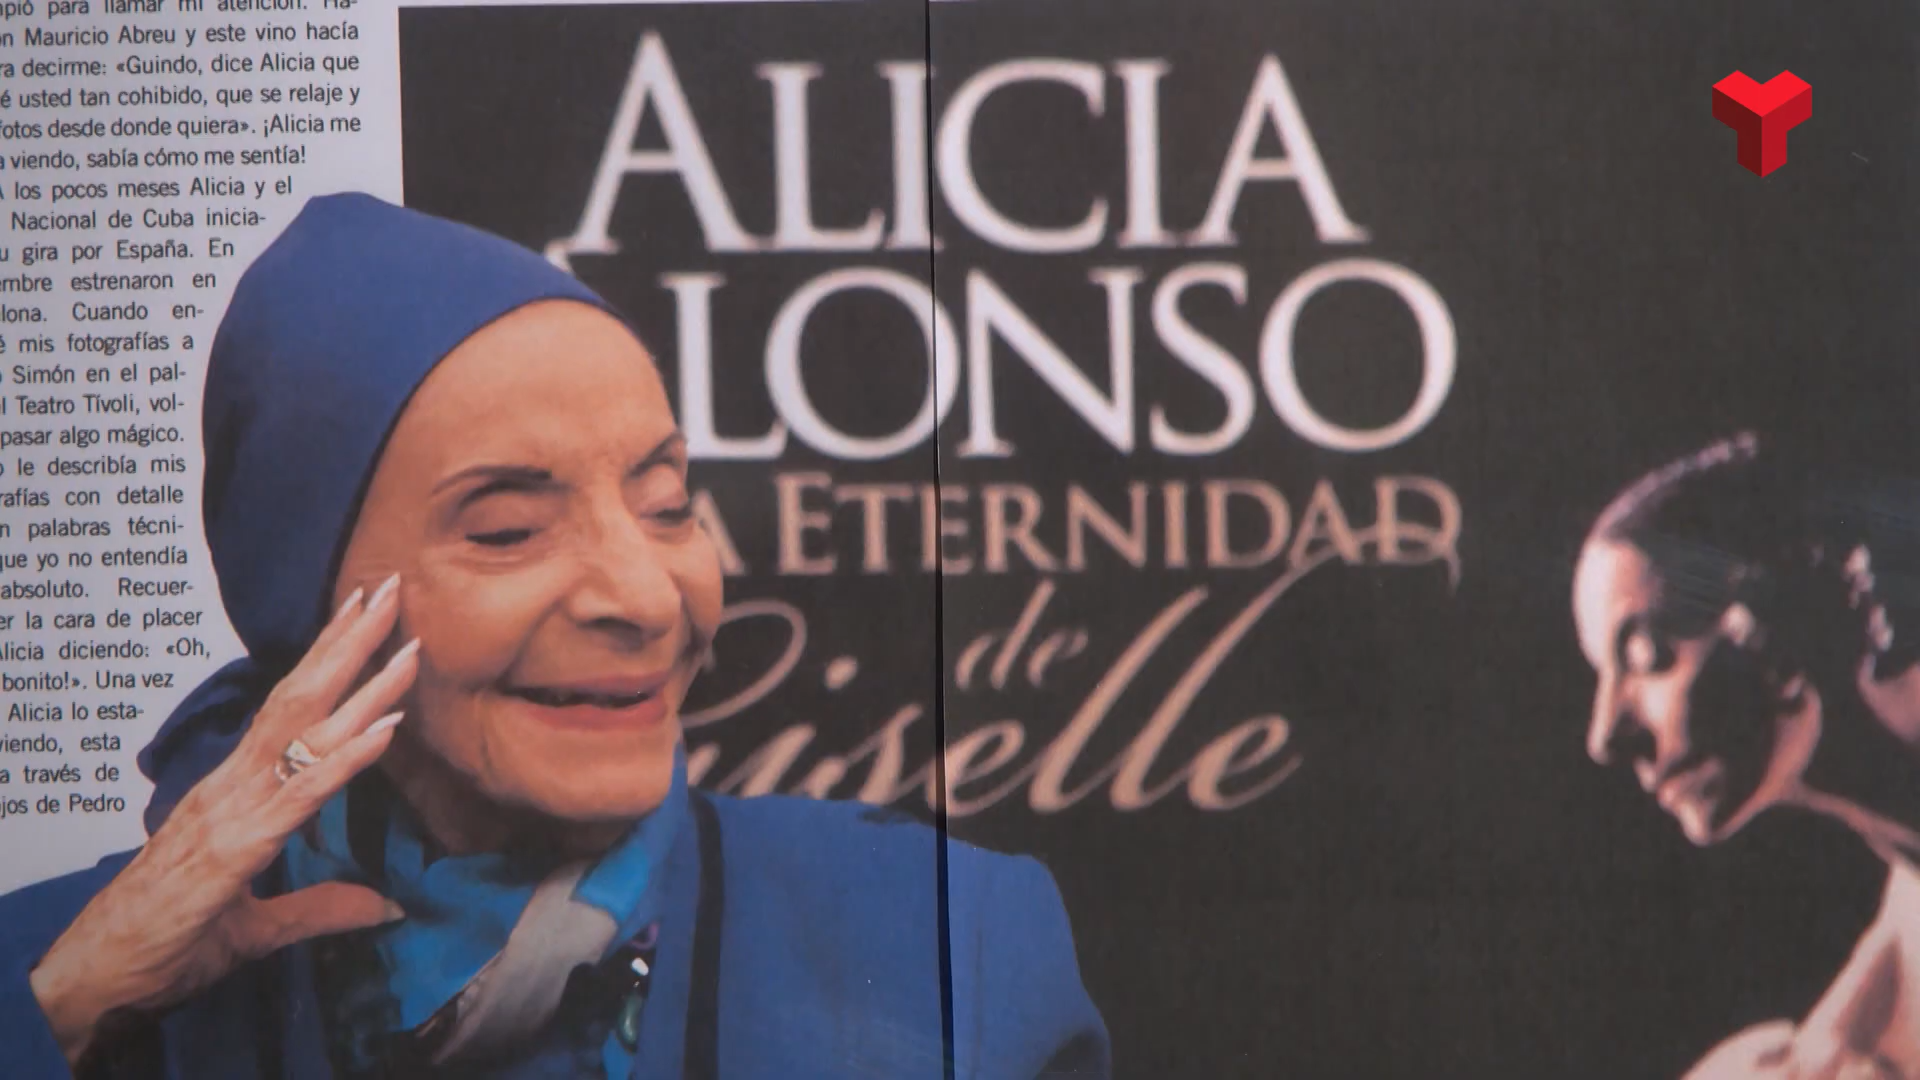 para llamar mi atención. Ha-
n Mauricio Abreu y este vino hacía
ra decirme: «Guindo, dice Alicia que
é usted tan cohibido, que se relaje y
fotos desde donde quiera». ¡Alicia me
a viendo, sabía cómo me sentía!
A los pocos meses Alicia y el
Nacional de Cuba inicia-
u gira por España. En
embre estrenaron en
lona. Cuando en-
é mis fotografías a
o Simón en el pal-
l Teatro Tívoli, vol-
pasar algo mágico.
o le describía mis
rafías con detalle
n palabras técni-
que yo no entendía
absoluto. Recuer-
er la cara de placer
Alicia diciendo: «Oh,
bonito!». Una vez
Alicia lo esta-
viendo, esta
a través de
ojos de Pedro
ALICIA
ALONSO
LA ETERNIDAD
de
Giselle